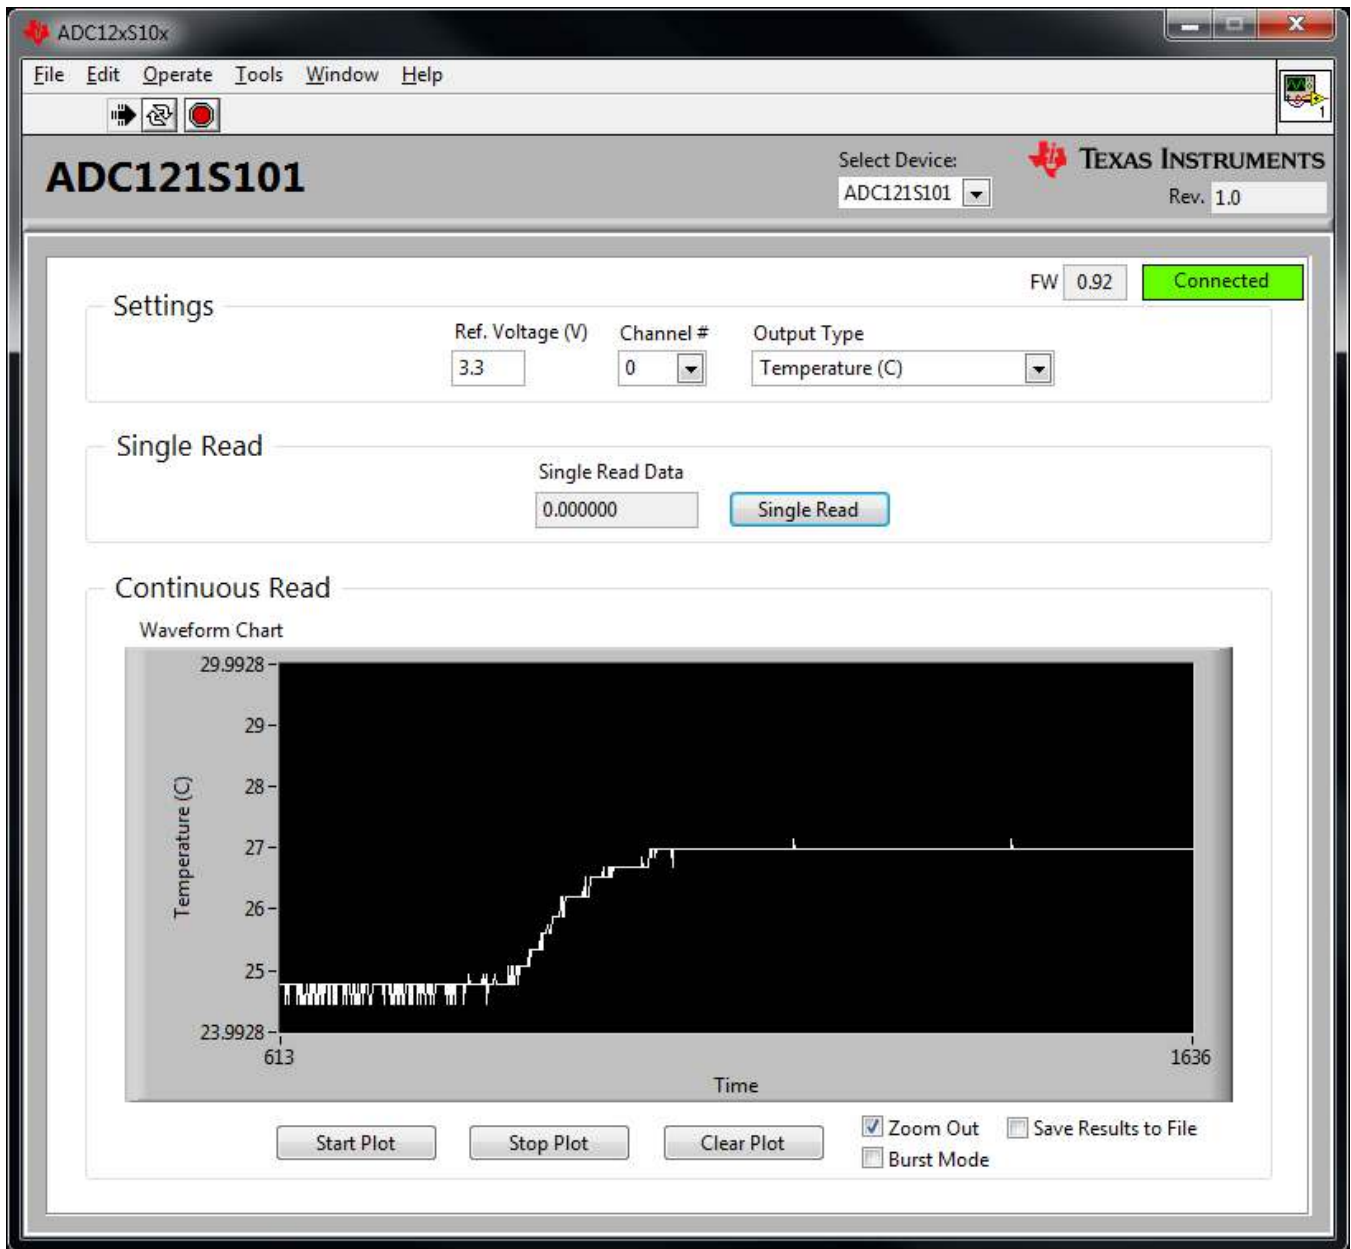 ADC12xS10x
File Edit Operate Tools Window Help
1
ADC121S101
Select Device:
ADC121S101
TEXAS INSTRUMENTS
Rev. 1.0
FW 0.92 Connected
Settings
Ref. Voltage (V) Channel # Output Type
3.3 0 Temperature (C)
Single Read
Single Read Data
0.000000 Single Read
Continuous Read
Waveform Chart
29.9928
29
28
27
26
25
23.9928
Temperature (C)
613 1636
Time
Start Plot Stop Plot Clear Plot Zoom Out Save Results to File
Burst Mode